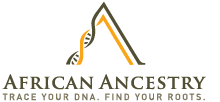 AFRICAN ANCESTRY
TRACE YOUR DNA. FIND YOUR ROOTS.